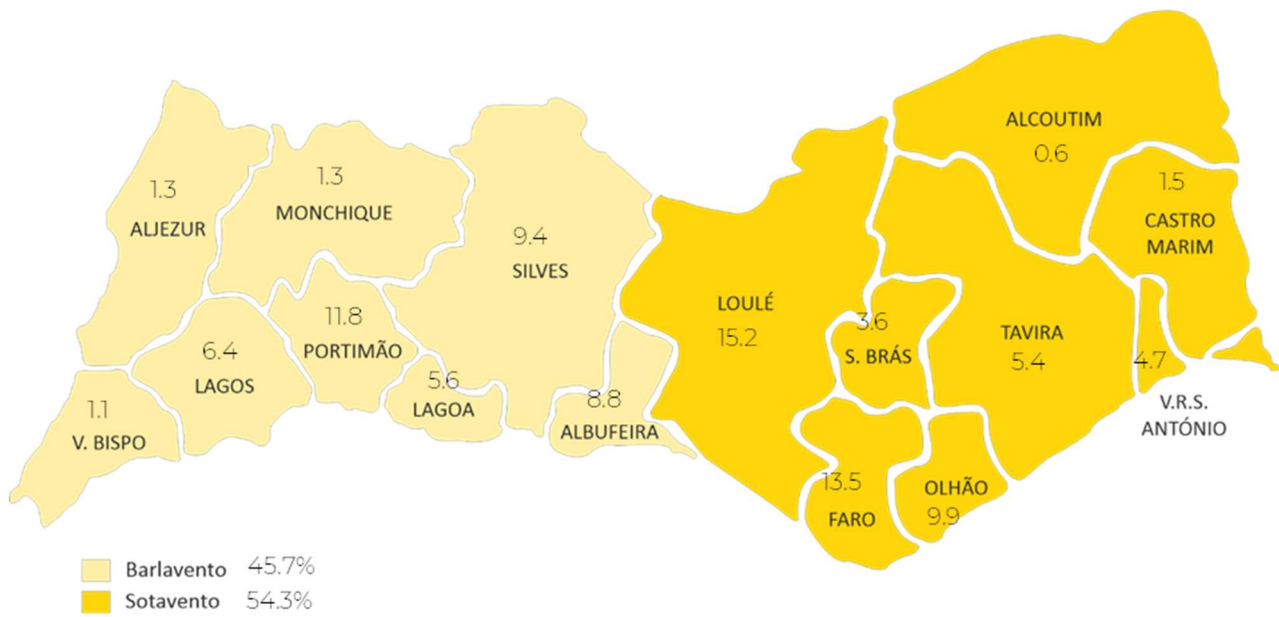 1.3
ALJEZUR
1.3
MONCHIQUE
9.4
SILVES
11.8
PORTIMÃO
6.4
LAGOS
1.1
V. BISPO
5.6
LAGOA
8.8
ALBUFEIRA
LOULÉ
15.2
ALCOUTIM
0.6
1.5
CASTRO
MARIM
3.6
S. BRÁS
TAVIRA
5.4
4.7
V.R.S.
ANTÓNIO
13.5
FARO
OLHÃO
9.9
Barlavento 45.7%
Sotavento 54.3%